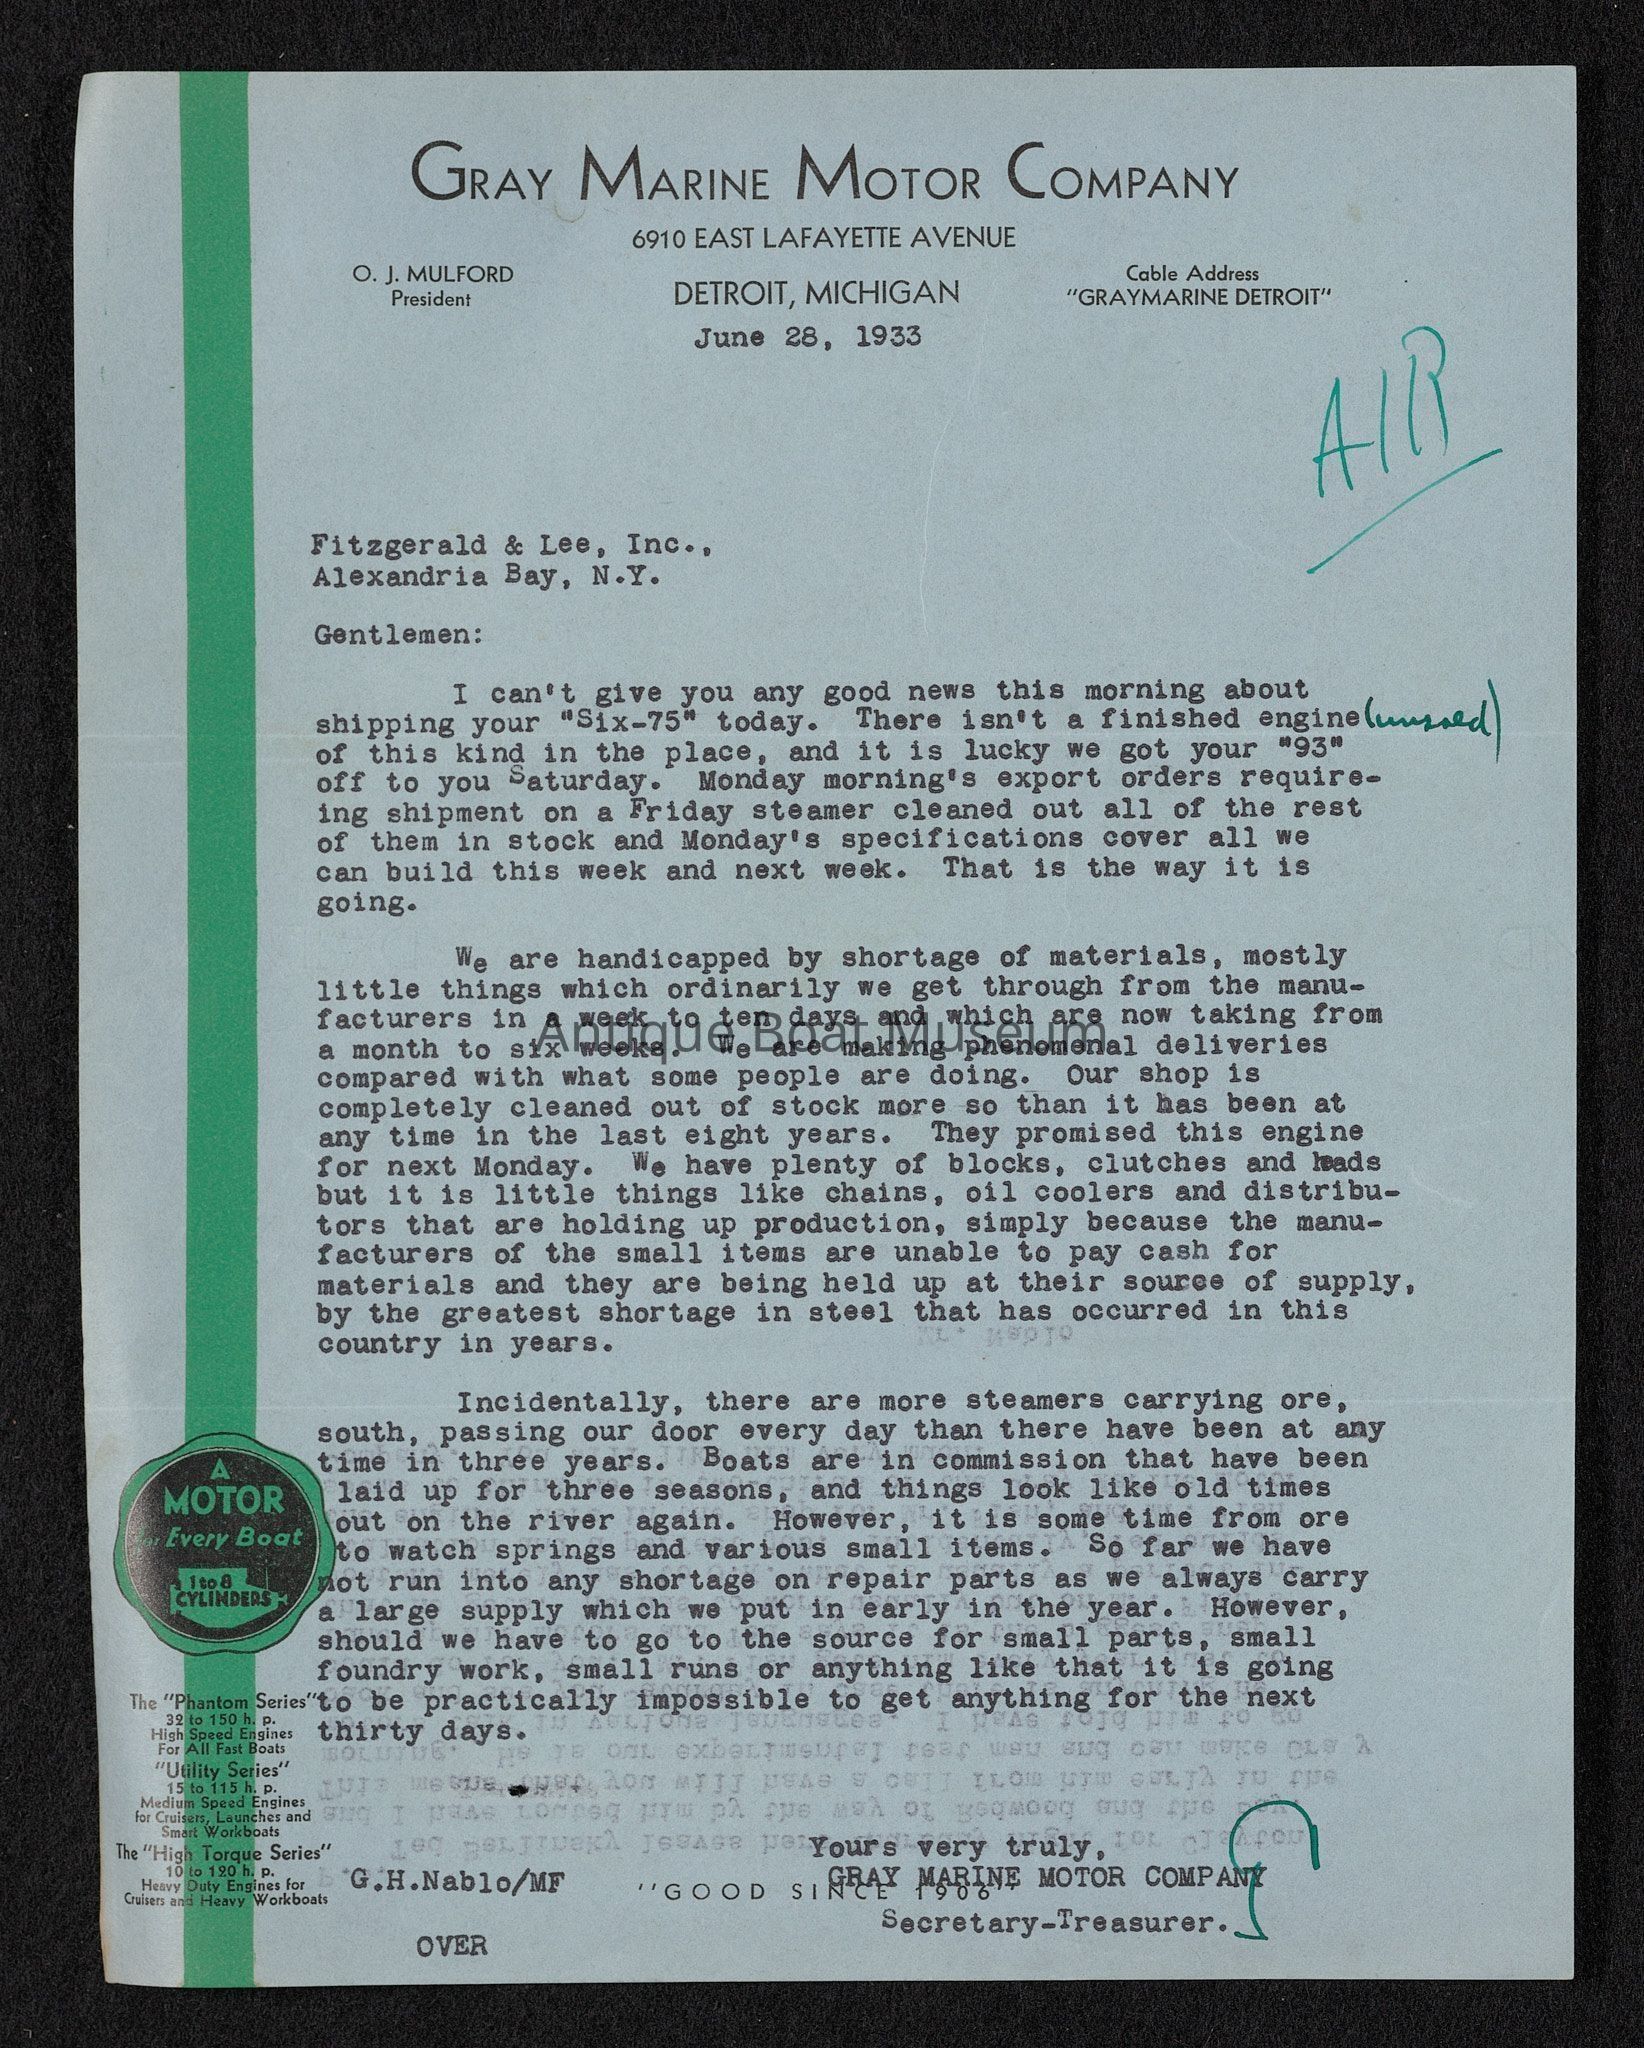 GRAY MARINE MOTOR COMPANY
6910 EAST LAFAYETTE AVENUE
O. J. MULFORD
President
DETROIT, MICHIGAN
Cable Address
"GRAYMARINE DETROIT"
June 28, 1933
AIR
Fitzgerald & Lee, Inc.,
Alexandria Bay, N.Y.
Gentlemen:
I can't give you any good news this morning about
shipping your "Six-75" today. There isn't a finished engine
of this kind in the place, and it is lucky we got your "93"
off to you Saturday. Monday morning's export orders require-
ing shipment on a Friday steamer cleaned out all of the rest
of them in stock and Monday's specifications cover all we
can build this week and next week. That is the way it is
going.
We are handicapped by shortage of materials, mostly
little things which ordinarily we get through from the manu-
facturers in a week to ten days and which are now taking from
a month to six weeks. We are making phenomenal deliveries
compared with what some people are doing. Our shop is
completely cleaned out of stock more so than it has been at
any time in the last eight years. They promised this engine
for next Monday. We have plenty of blocks, clutches and heads
but it is little things like chains, oil coolers and distribu-
tors that are holding up production, simply because the manu-
facturers of the small items are unable to pay cash for
materials and they are being held up at their source of supply,
by the greatest shortage in steel that has occurred in this
country in years.
Incidentally, there are more steamers carrying ore,
south, passing our door every day than there have been at any
time in three years. Boats are in commission that have been
laid up for three seasons, and things look like old times
out on the river again. However, it is some time from ore
to watch springs and various small items. So far we have
not run into any shortage on repair parts as we always carry
a large supply which we put in early in the year. However,
should we have to go to the source for small parts, small
foundry work, small runs or anything like that it is going
to be practically impossible to get anything for the next
thirty days.
Yours very truly,
GRAY MARINE MOTOR COMPANY
Secretary-Treasurer.
G.H.Nablo/MF
"GOOD SINCE 1906"
OVER
A
MOTOR
for Every Boat
1 to 8
CYLINDERS
The "Phantom Series"
32 to 150 h. p.
High Speed Engines
For All Fast Boats
"Utility Series"
15 to 115 h. p.
Medium Speed Engines
for Cruisers, Launches and
Smart Workboats
The "High Torque Series"
10 to 120 h. p.
Heavy Duty Engines for
Cruisers and Heavy Workboats
Antique Boat Museum